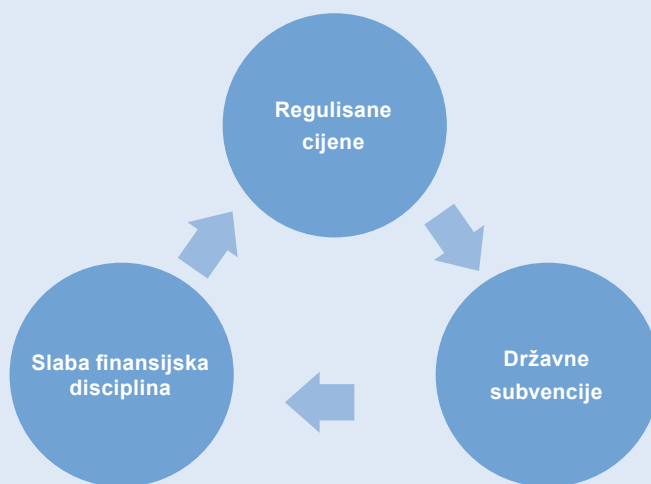 Regulisane
cijene
Slaba finansijska
disciplina
Državne
subvencije